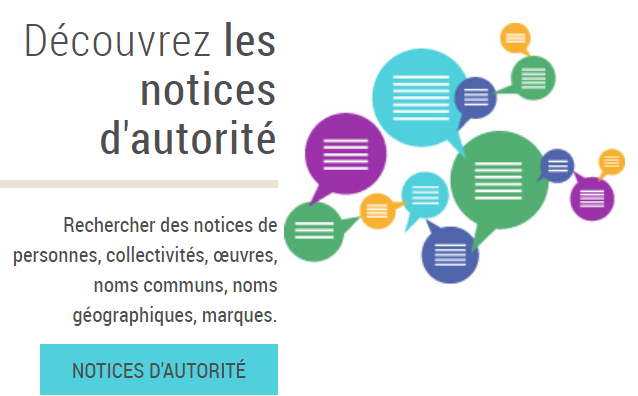 Découvrez les
notices
d'autorité
Rechercher des notices de
personnes, collectivités, œuvres,
noms communs, noms
géographiques, marques.
NOTICES D'AUTORITÉ